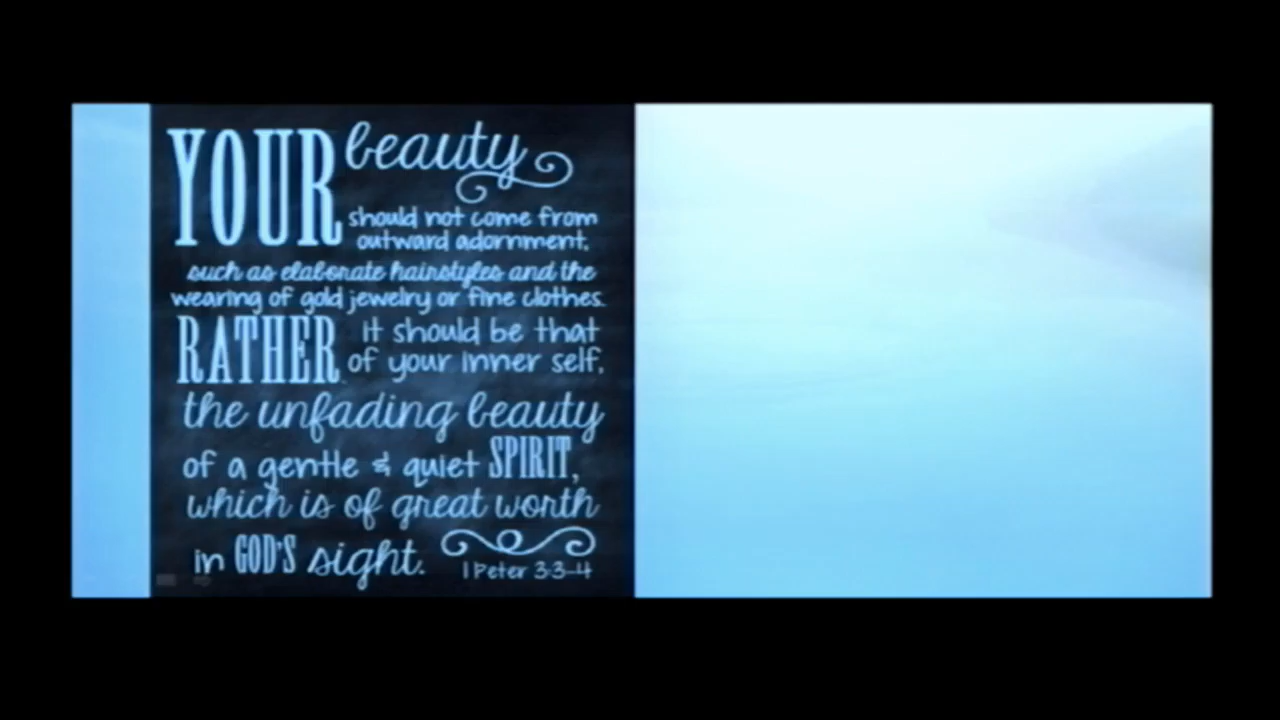 YOUR beauty
should not come from
outward adornment,
such as elaborate hairstyles and the
wearing of gold jewelry or fine clothes.
RATHER it should be that
of your inner self,
the unfading beauty
of a gentle & quiet SPIRIT,
which is of great worth
in GOD'S sight.
1 Peter 3:3-4